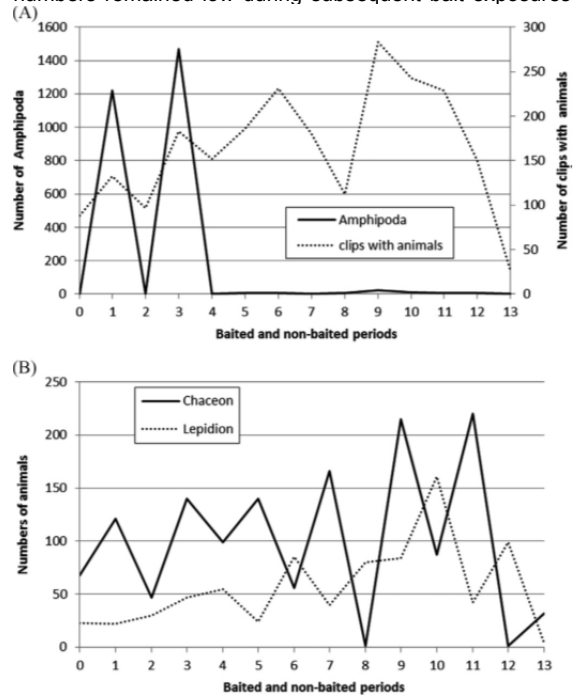 numbers remained low during subsequent bait exposures
(A)
1600
1400
1200
1000
800
600
400
200
0
Number of Amphipoda
300
250
200
150
100
50
0
Number of clips with animals
Amphipoda
clips with animals
0 1 2 3 4 5 6 7 8 9 10 11 12 13
Baited and non-baited periods
(B)
250
200
150
100
50
0
Numbers of animals
Chaceon
Lepidion
0 1 2 3 4 5 6 7 8 9 10 11 12 13
Baited and non-baited periods